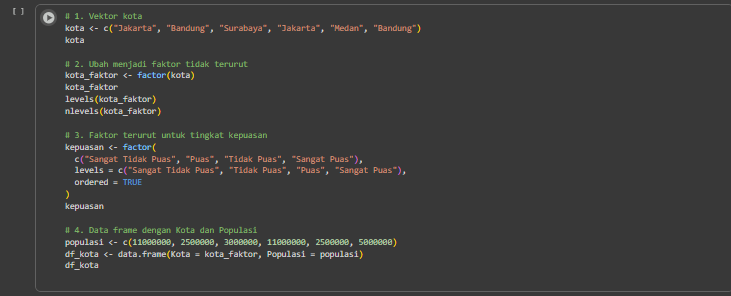 [ ]
# 1. Vektor kota
kota <- c("Jakarta", "Bandung", "Surabaya", "Jakarta", "Medan", "Bandung")
kota
# 2. Ubah menjadi faktor tidak terurut
kota_faktor <- factor(kota)
kota_faktor
levels(kota_faktor)
nlevels(kota_faktor)
# 3. Faktor terurut untuk tingkat kepuasan
kepuasan <- factor(
  c("Sangat Tidak Puas", "Puas", "Tidak Puas", "Sangat Puas"),
  levels = c("Sangat Tidak Puas", "Tidak Puas", "Puas", "Sangat Puas"),
  ordered = TRUE
)
kepuasan
# 4. Data frame dengan Kota dan Populasi
populasi <- c(11000000, 2500000, 3000000, 11000000, 2500000, 5000000)
df_kota <- data.frame(Kota = kota_faktor, Populasi = populasi)
df_kota